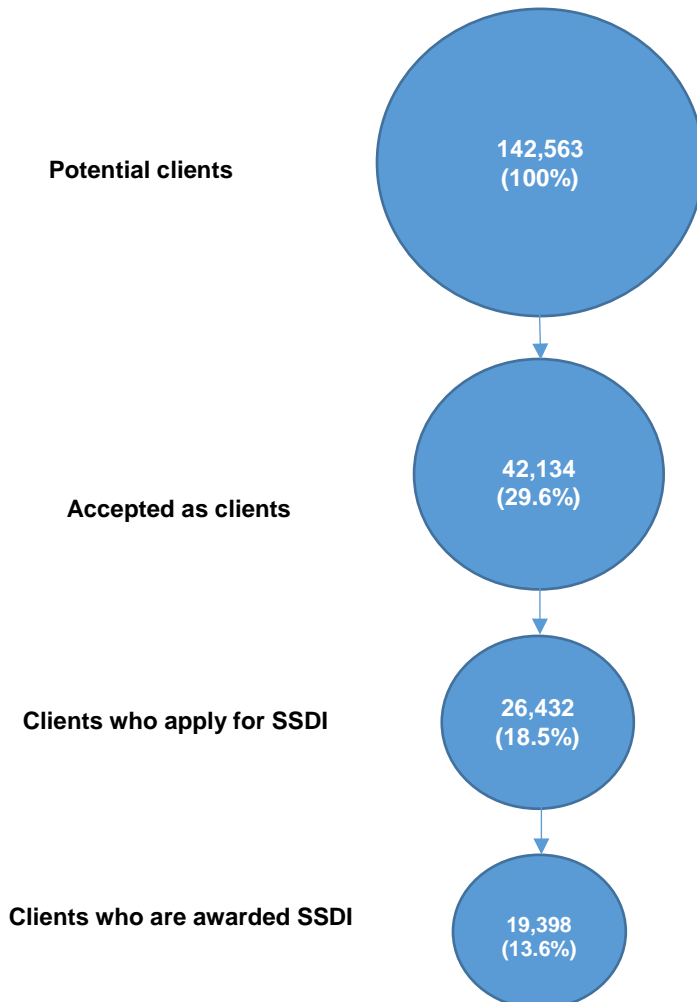 Potential clients
142,563
(100%)
Accepted as clients
42,134
(29.6%)
Clients who apply for SSDI
26,432
(18.5%)
Clients who are awarded SSDI
19,398
(13.6%)